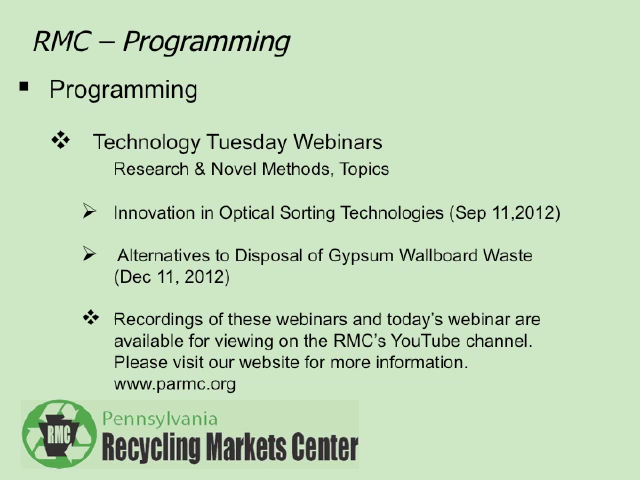 RMC – Programming
▪ Programming
❖ Technology Tuesday Webinars
Research & Novel Methods, Topics
➢ Innovation in Optical Sorting Technologies (Sep 11,2012)
➢ Alternatives to Disposal of Gypsum Wallboard Waste
(Dec 11, 2012)
❖ Recordings of these webinars and today’s webinar are
available for viewing on the RMC’s YouTube channel.
Please visit our website for more information.
www.parmc.org
RMC
Pennsylvania
Recycling Markets Center